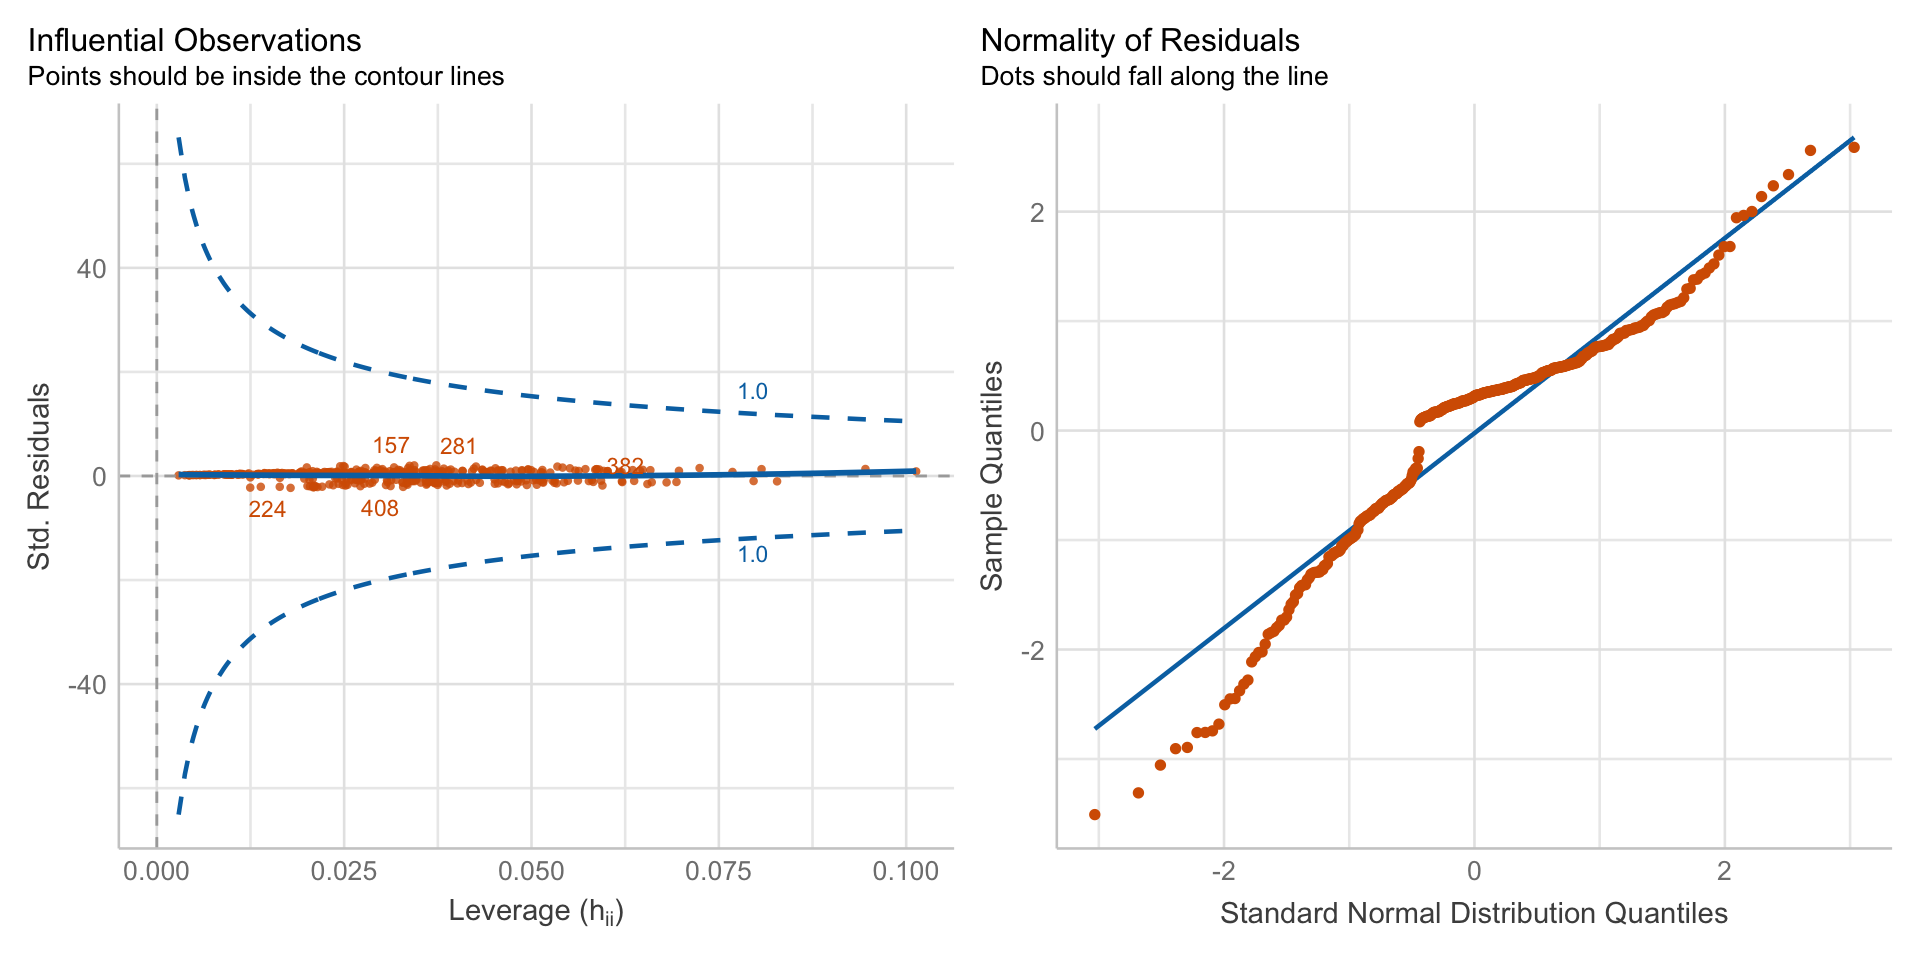 Influential Observations
Points should be inside the contour lines
Std. Residuals
40
0
-40
1.0
157
281
382
224
408
1.0
0.000
0.025
0.050
0.075
0.100
Leverage (hii)
Normality of Residuals
Dots should fall along the line
Sample Quantiles
2
0
-2
-2
0
2
Standard Normal Distribution Quantiles